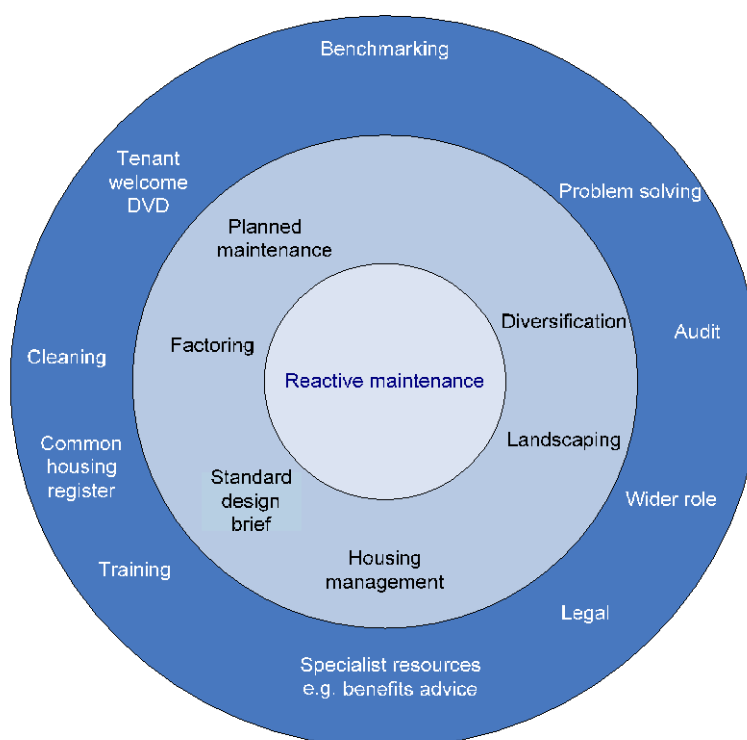 Benchmarking
Tenant
welcome
DVD
Problem solving
Planned
maintenance
Diversification
Audit
Factoring
Cleaning
Reactive maintenance
Landscaping
Common
housing
register
Standard
design
brief
Wider role
Training
Housing
management
Legal
Specialist resources
e.g. benefits advice